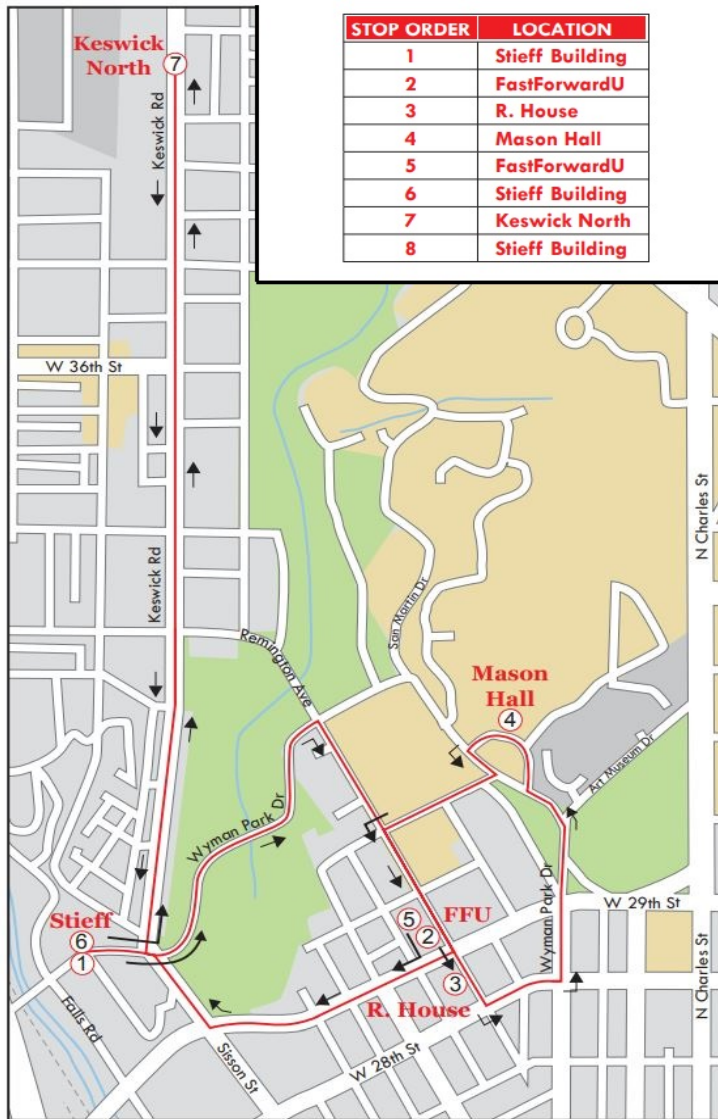 STOP ORDER LOCATION
1 Stieff Building
2 FastForwardU
3 R. House
4 Mason Hall
5 FastForwardU
6 Stieff Building
7 Keswick North
8 Stieff Building
Keswick
North
7
Keswick Rd
W 36th St
N Charles St
Keswick Rd
Remington Ave
San Martin Dr
Mason
Hall
4
Art Museum Dr
Wyman Park Dr
Stieff
6
1
FFU
5
2
W 29th St
3
R. House
Wyman Park Dr
N Charles St
Falls Rd
Sisson St
W 28th St